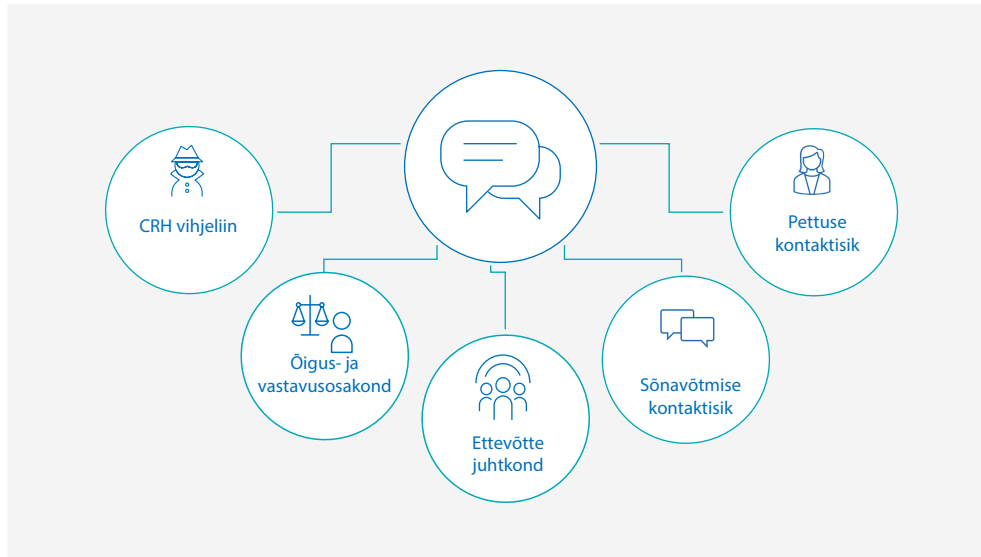 CRH vihjeliin
Õigus- ja
vastavusosakond
Ettevõtte
juhtkond
Sõnavõtmise
kontaktisik
Pettuse
kontaktisik